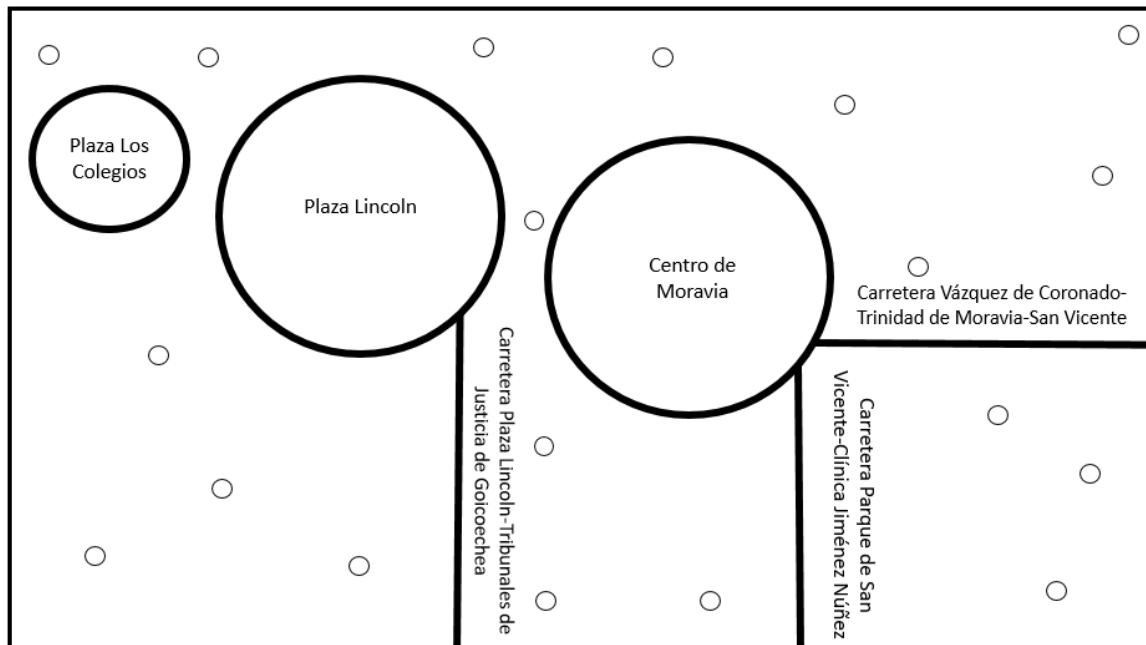 Plaza Los
Colegios
Plaza Lincoln
Centro de
Moravia
Carretera Vázquez de Coronado-
Trinidad de Moravia-San Vicente
Carretera Plaza Lincoln-Tribunales de
Justicia de Goicoechea
Carretera Parque de San
Vicente-Clínica Jiménez Núñez